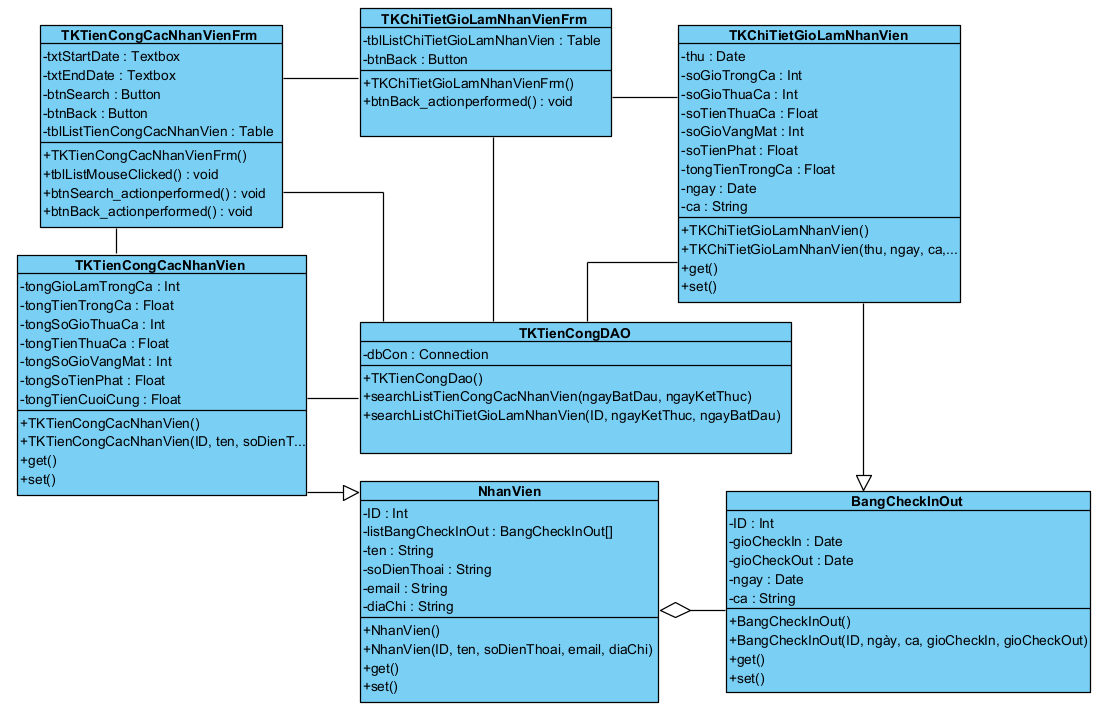 TKTienCongCacNhanVienFrm
-txtStartDate : Textbox
-txtEndDate : Textbox
-btnSearch : Button
-btnBack : Button
-tblListTienCongCacNhanVien : Table
+TKTienCongCacNhanVienFrm()
+tblListMouseClicked() : void
+btnSearch_actionperformed() : void
+btnBack_actionperformed() : void
TKChiTietGioLamNhanVienFrm
-tblListChiTietGioLamNhanVien : Table
-btnBack : Button
+TKChiTietGioLamNhanVienFrm()
+btnBack_actionperformed() : void
TKChiTietGioLamNhanVien
-thu : Date
-soGioTrongCa : Int
-soGioThuaCa : Int
-soTienThuaCa : Float
-soGioVangMat : Int
-soTienPhat : Float
-tongTienTrongCa : Float
-ngay : Date
-ca : String
+TKChiTietGioLamNhanVien()
+TKChiTietGioLamNhanVien(thu, ngay, ca,...
+get()
+set()
TKTienCongCacNhanVien
-tongGioLamTrongCa : Int
-tongTienTrongCa : Float
-tongSoGioThuaCa : Int
-tongTienThuaCa : Float
-tongSoGioVangMat : Int
-tongSoTienPhat : Float
-tongTienCuoiCung : Float
+TKTienCongCacNhanVien()
+TKTienCongCacNhanVien(ID, ten, soDienT...
+get()
+set()
TKTienCongDAO
-dbCon : Connection
+TKTienCongDao()
+searchListTienCongCacNhanVien(ngayBatDau, ngayKetThuc)
+searchListChiTietGioLamNhanVien(ID, ngayKetThuc, ngayBatDau)
NhanVien
-ID : Int
-listBangCheckInOut : BangCheckInOut[]
-ten : String
-soDienThoai : String
-email : String
-diaChi : String
+NhanVien()
+NhanVien(ID, ten, soDienThoai, email, diaChi)
+get()
+set()
BangCheckInOut
-ID : Int
-gioCheckIn : Date
-gioCheckOut : Date
-ngay : Date
-ca : String
+BangCheckInOut()
+BangCheckInOut(ID, ngày, ca, gioCheckIn, gioCheckOut)
+get()
+set()